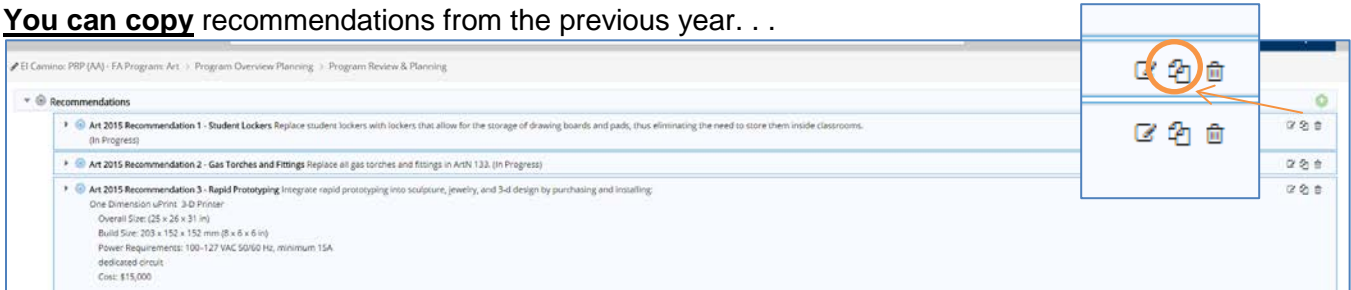 You can copy recommendations from the previous year. . .
El Camino: PRP (AA) - FA Program: Art > Program Overview Planning > Program Review & Planning
Recommendations
Art 2015 Recommendation 1 - Student Lockers Replace student lockers with lockers that allow for the storage of drawing boards and pads, thus eliminating the need to store them inside classrooms.
(In Progress)
Art 2015 Recommendation 2 - Gas Torches and Fittings Replace all gas torches and fittings in ArtN 133. (In Progress)
Art 2015 Recommendation 3 - Rapid Prototyping Integrate rapid prototyping into sculpture, jewelry, and 3-d design by purchasing and installing:
One Dimension uPrint 3-D Printer
Overall Size: (25 x 26 x 31 in)
Build Size: 203 x 152 x 152 mm (8 x 6 x 6 in)
Power Requirements: 100-127 VAC 50/60 Hz, minimum 15A
dedicated circuit
Cost: $15,000